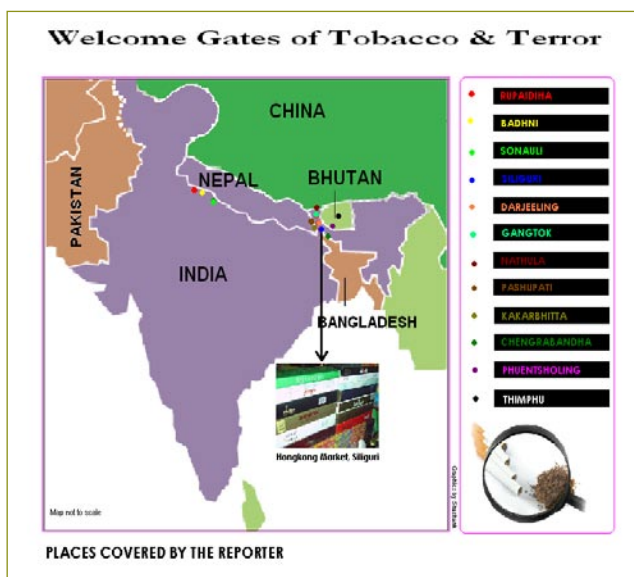 Welcome Gates of Tobacco & Terror
CHINA
NEPAL
BHUTAN
PAKISTAN
INDIA
BANGLADESH
Hongkong Market, Siliguri
Map not to scale
RUPAIDIHA
BADHNI
SONAULI
SILIGURI
DARJEELING
GANGTOK
NATHULA
PASHUPATI
KAKARBHITTA
CHENGRABANDHA
PHUENTSHOLING
THIMPHU
PLACES COVERED BY THE REPORTER